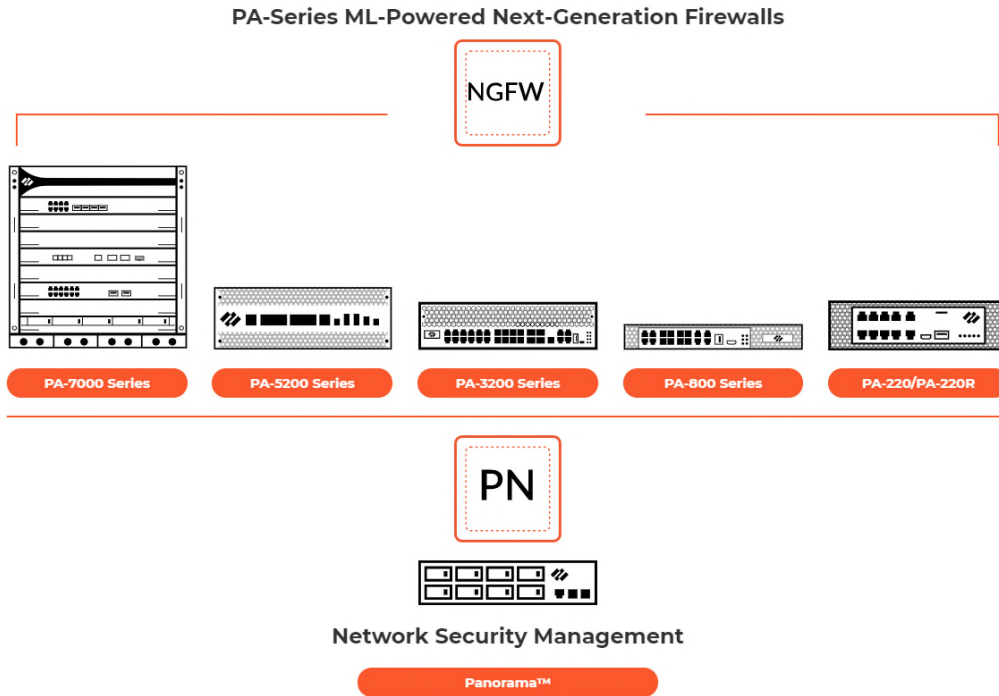 PA-Series ML-Powered Next-Generation Firewalls
NGFW
PA-7000 Series
PA-5200 Series
PA-3200 Series
PA-800 Series
PA-220/PA-220R
PN
Network Security Management
Panorama™